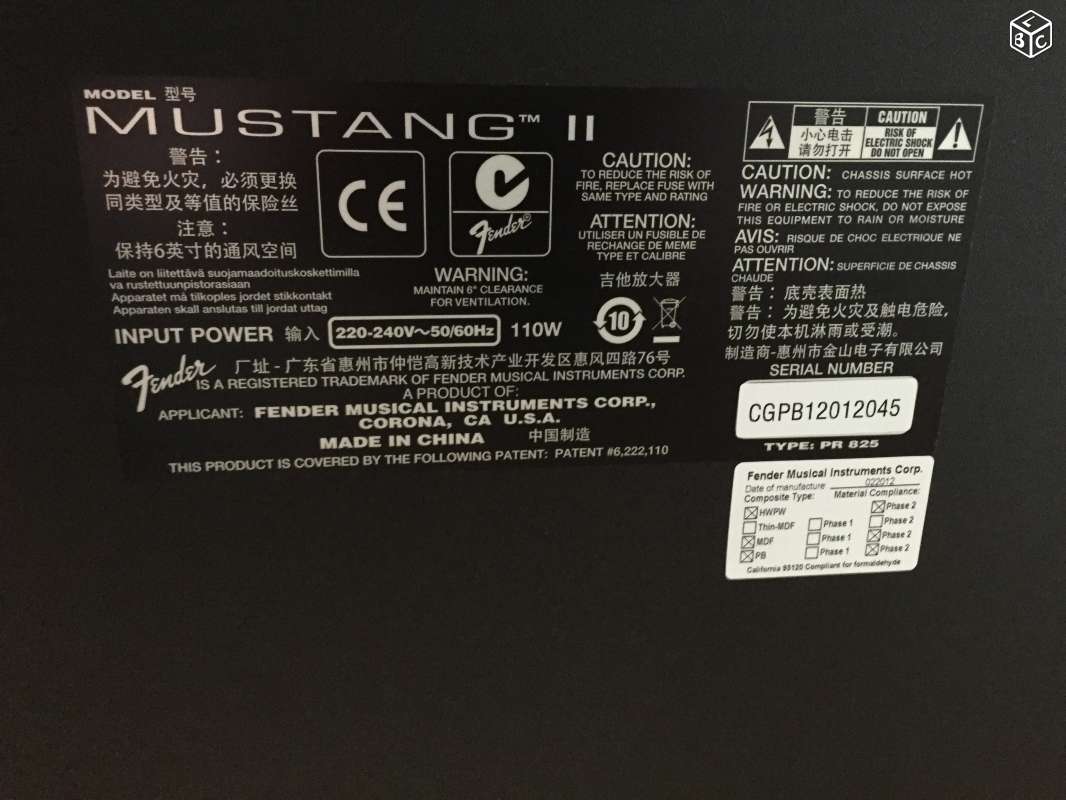 MODEL 型号
MUSTANG™ II
警告：
为避免火灾，必须更换
同类型及等值的保险丝
注意：
保持6英寸的通风空间
CE
Fender®
CAUTION:
TO REDUCE THE RISK OF
FIRE, REPLACE FUSE WITH
SAME TYPE AND RATING
ATTENTION:
UTILISER UN FUSIBLE DE
RECHANGE DE MEME
TYPE ET CALIBRE
Laite on liitettävä suojamaadoituskoskettimilla
va rustettuunpistorasiaan
Apparatet må tilkoples jordet stikkontakt
Apparaten skall anslutas till jordat uttag
WARNING:
MAINTAIN 6" CLEARANCE
FOR VENTILATION.
吉他放大器
10
INPUT POWER 输入 220-240V～50/60Hz 110W
Fender 厂址 - 广东省惠州市仲恺高新技术产业开发区惠风四路76号
IS A REGISTERED TRADEMARK OF FENDER MUSICAL INSTRUMENTS CORP.
A PRODUCT OF:
APPLICANT: FENDER MUSICAL INSTRUMENTS CORP.,
CORONA, CA U.S.A.
MADE IN CHINA 中国制造
THIS PRODUCT IS COVERED BY THE FOLLOWING PATENT: PATENT #6,222,110
警告
小心电击
请勿打开
CAUTION
RISK OF
ELECTRIC SHOCK
DO NOT OPEN
CAUTION: CHASSIS SURFACE HOT
WARNING: TO REDUCE THE RISK OF
FIRE OR ELECTRIC SHOCK, DO NOT EXPOSE
THIS EQUIPMENT TO RAIN OR MOISTURE
AVIS: RISQUE DE CHOC ELECTRIQUE NE
PAS OUVRIR
ATTENTION: SUPERFICIE DE CHASSIS
CHAUDE
警告：底壳表面热
警告：为避免火灾及触电危险，
切勿使本机淋雨或受潮。
制造商-惠州市金山电子有限公司
SERIAL NUMBER
CGPB12012045
TYPE: PR 825
Fender Musical Instruments Corp.
Date of manufacture: 022012
Composite Type: Material Compliance:
HWPW Phase 2
Thin-MDF Phase 1 Phase 2
MDF Phase 1 Phase 2
PB Phase 1 Phase 2
California 93120 Compliant for formaldehyde
LBC